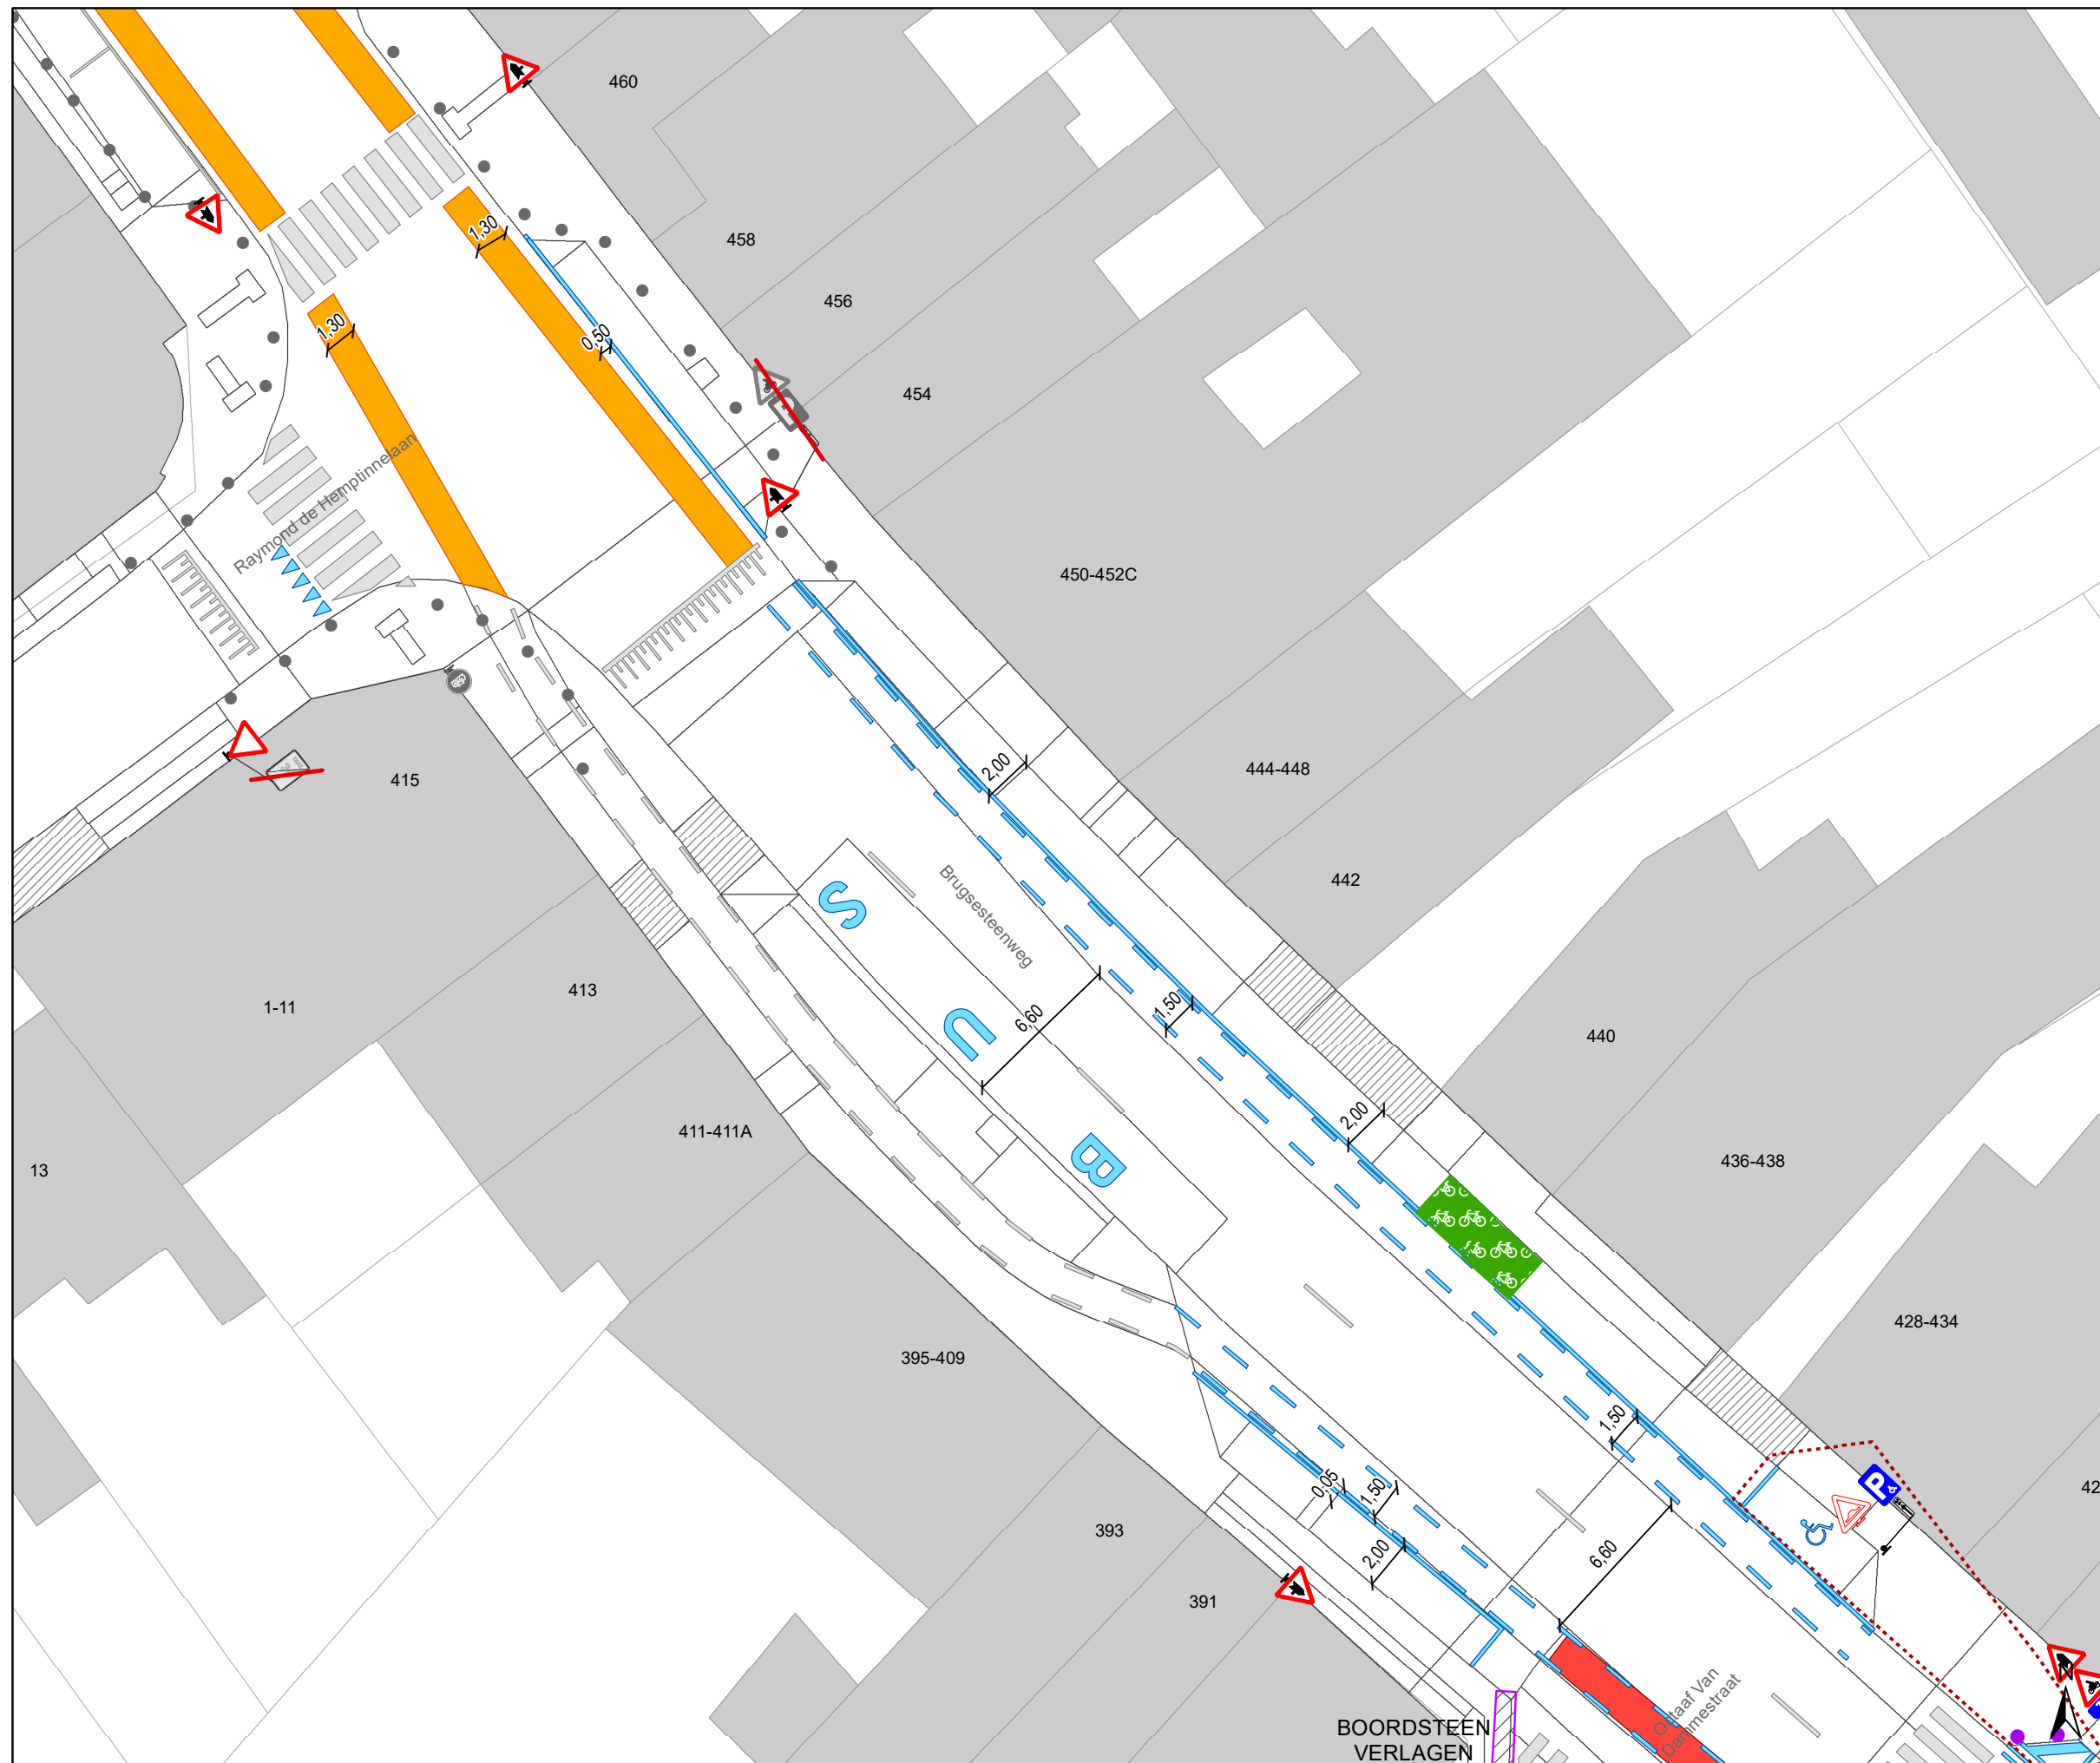 460
1,30
458
456
1,30
0,50
454
Raymond de Hemptinnelaan
450-452C
2,00
444-448
415
442
S
Brugsesteenweg
1-11
413
U
6,60
1,50
440
411-411A
B
2,00
436-438
13
428-434
395-409
1,50
0,05
1,50
P
42
393
2,00
6,60
391
N
Octaaf Van
Dammestraat
BOORDSTEEN
VERLAGEN